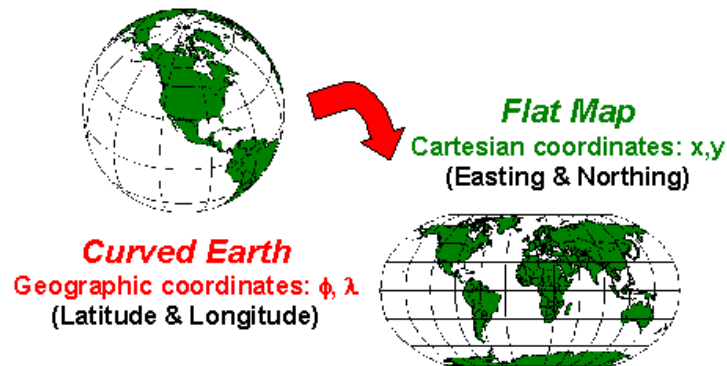 Flat Map
Cartesian coordinates: x,y
(Easting & Northing)
Curved Earth
Geographic coordinates: ϕ, λ
(Latitude & Longitude)